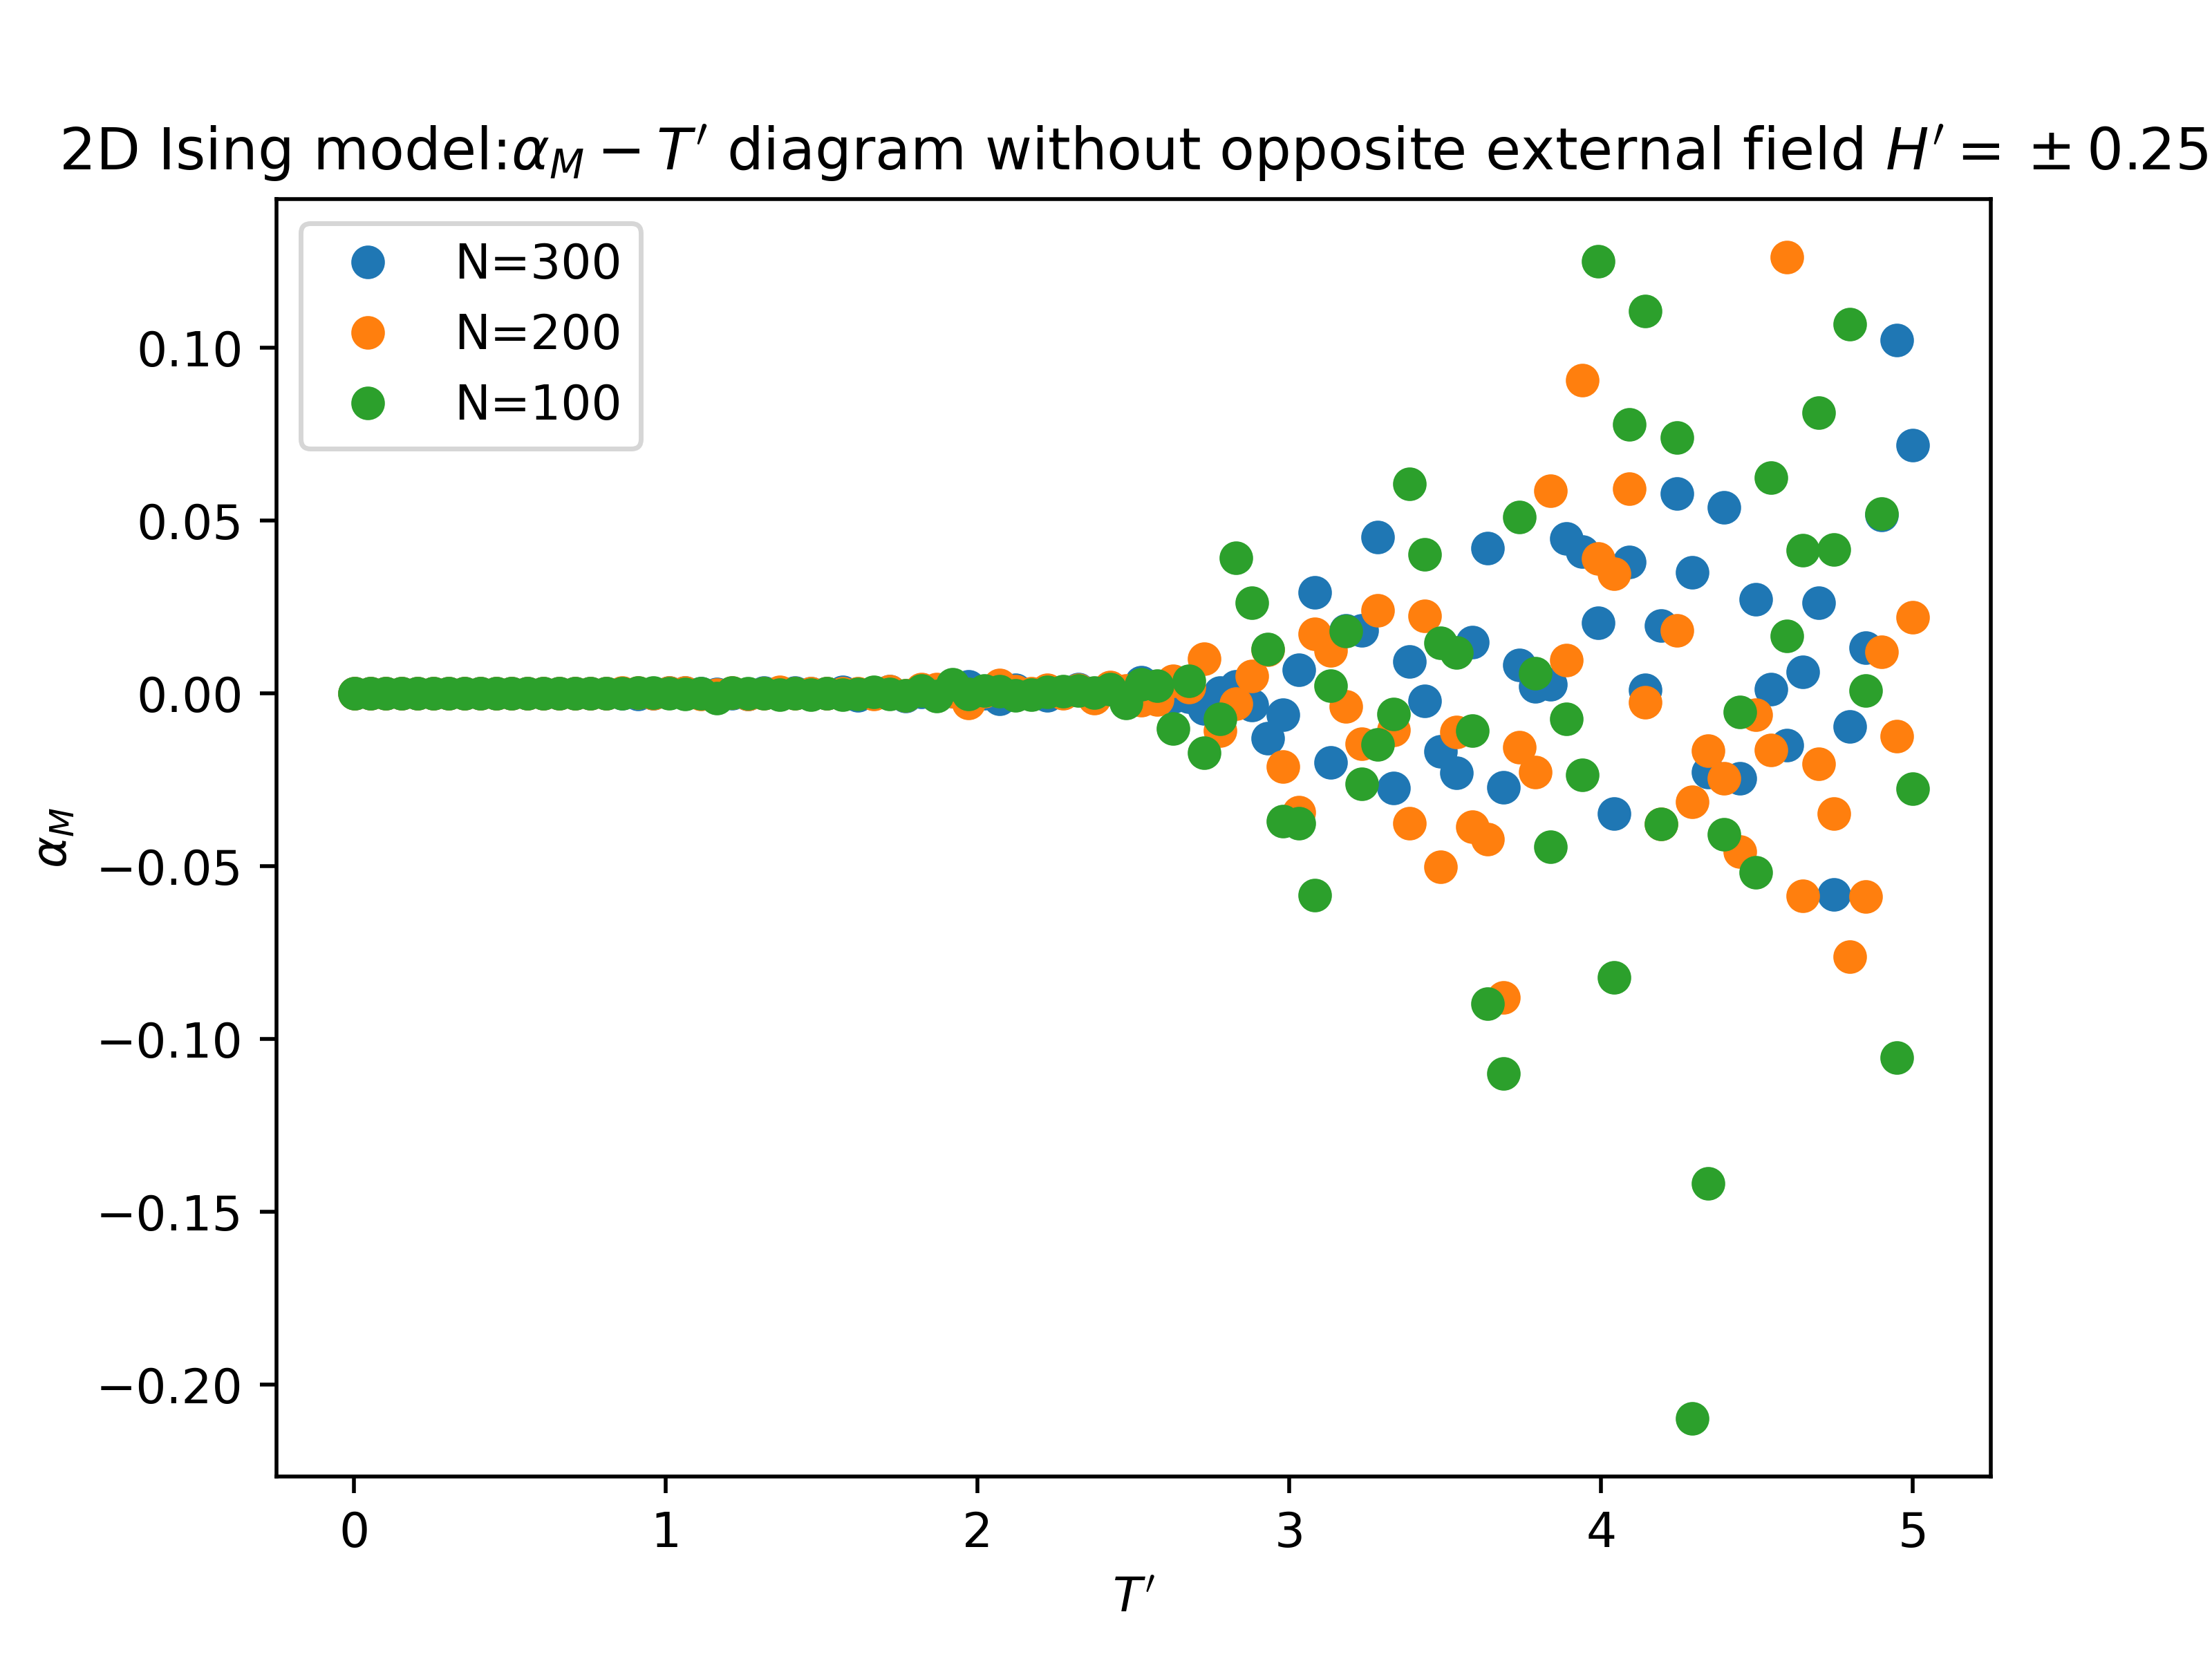 2D Ising model:α_M − T′ diagram without opposite external field H′ = ± 0.25
N=300
N=200
N=100
0.10
0.05
0.00
−0.05
−0.10
−0.15
−0.20
α_M
0 1 2 3 4 5
T′